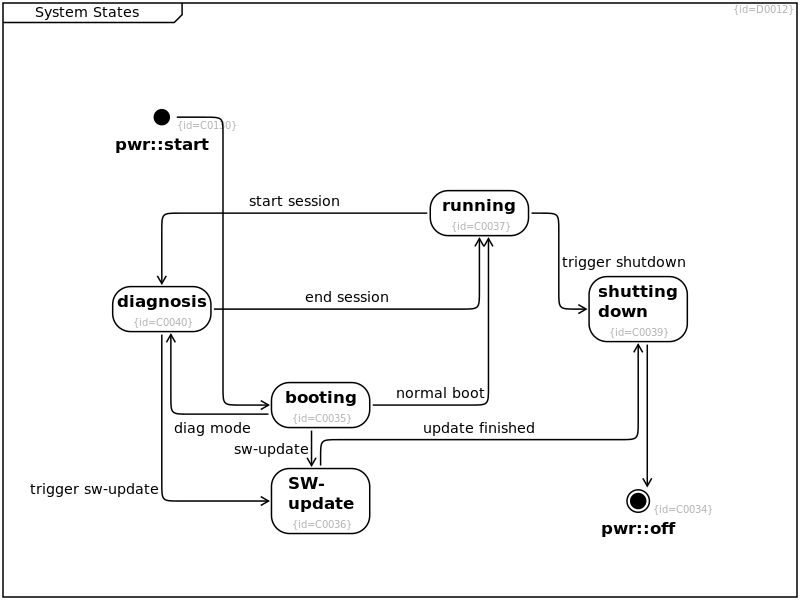 System States
{id=D0012}
{id=C0130}
pwr::start
start session
running
{id=C0037}
trigger shutdown
diagnosis
{id=C0040}
end session
shutting
down
{id=C0039}
booting
{id=C0035}
normal boot
diag mode
update finished
sw-update
trigger sw-update
SW-
update
{id=C0036}
{id=C0034}
pwr::off